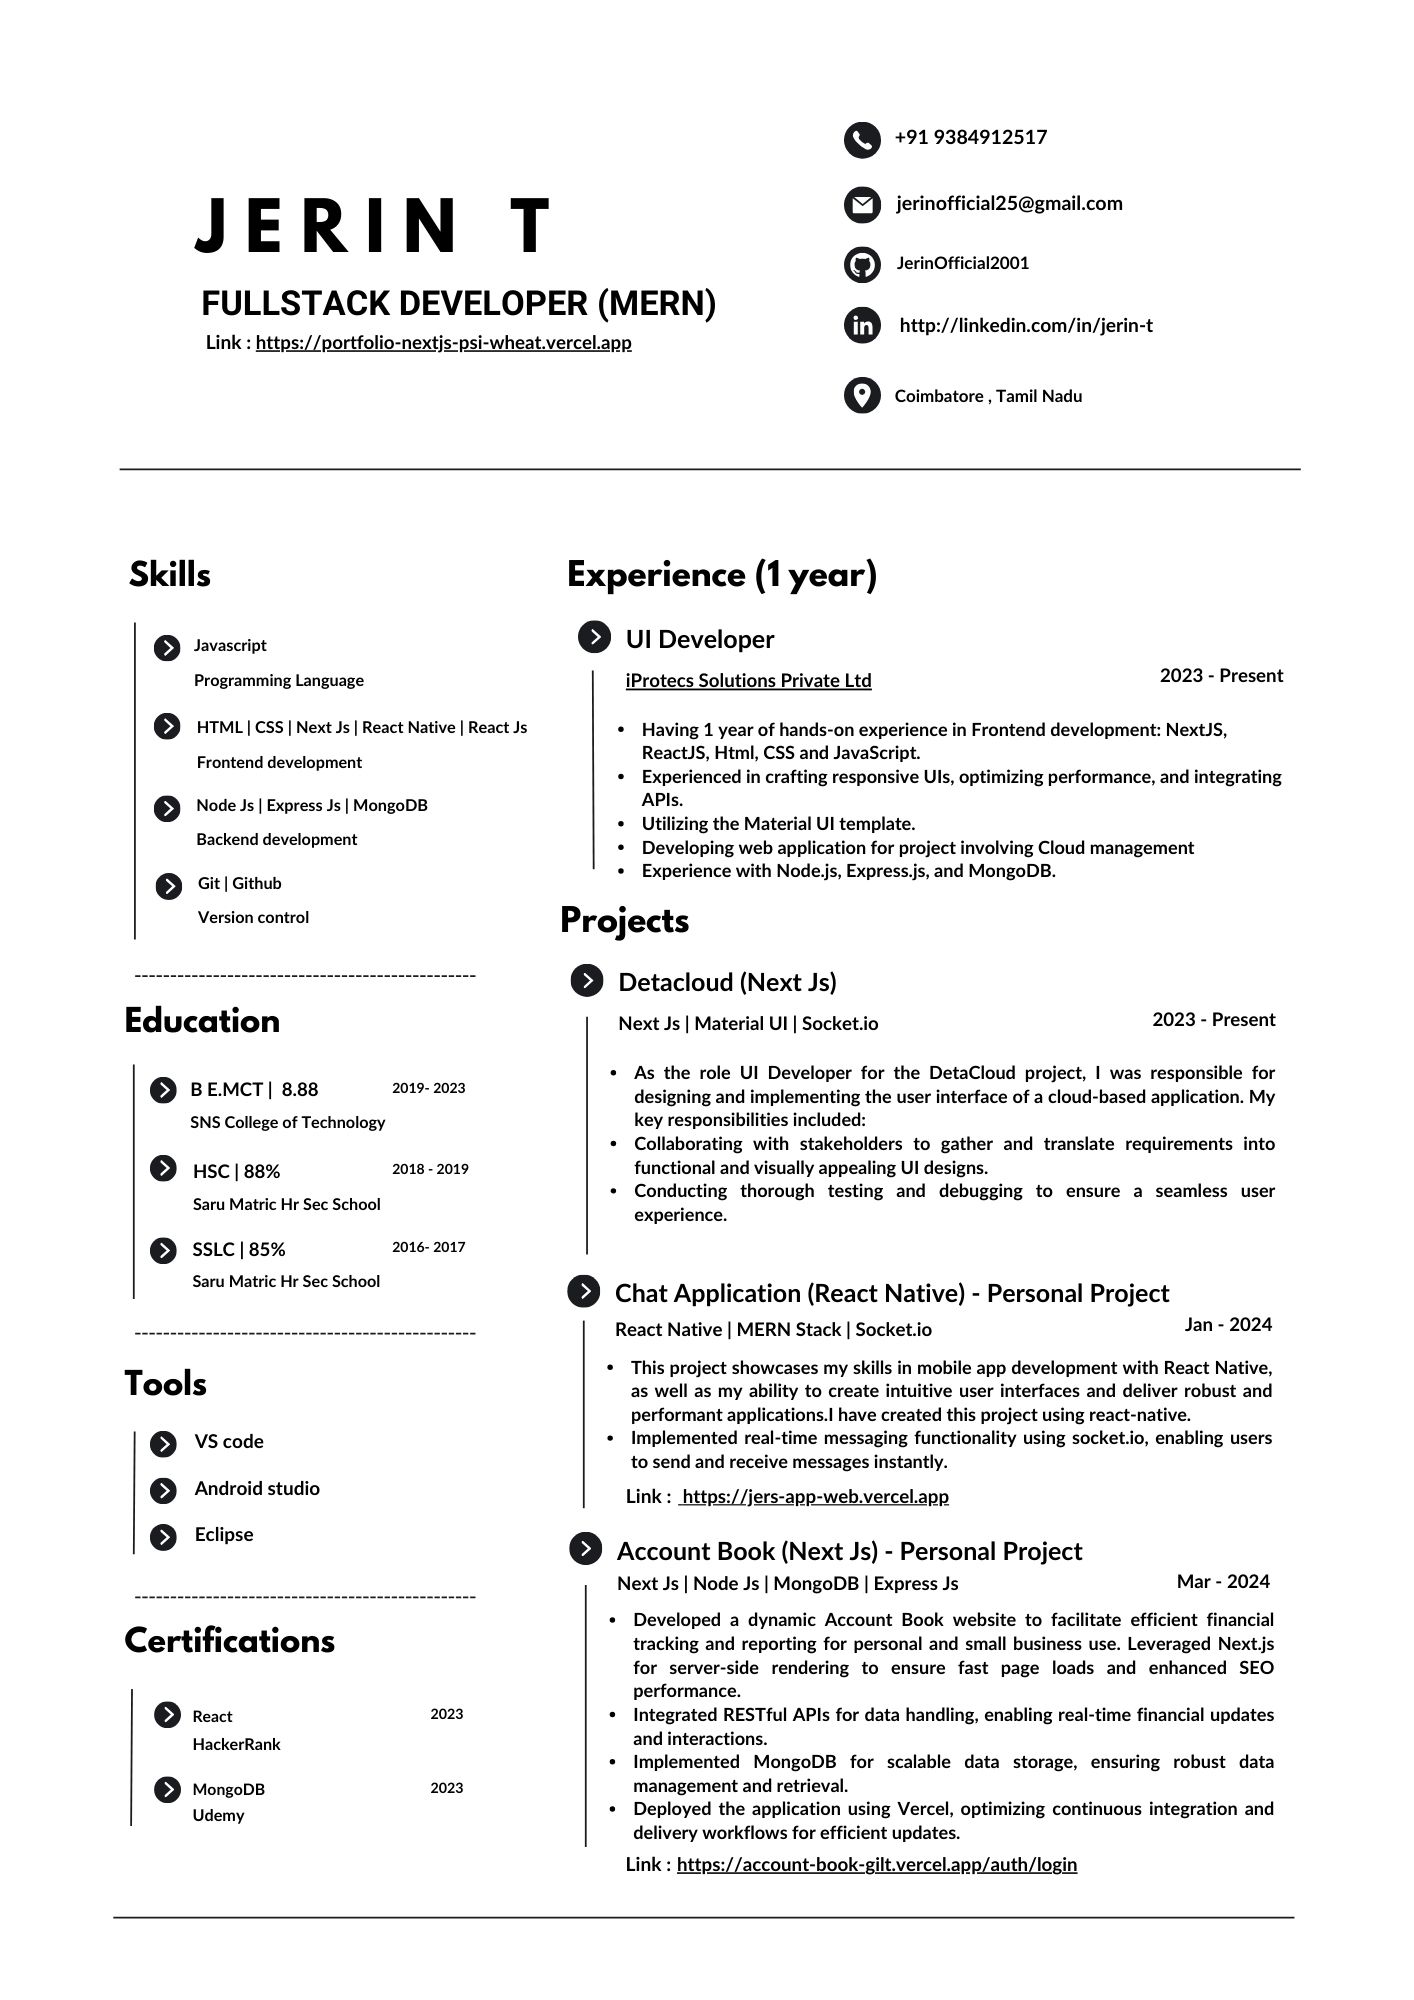 JERIN T
FULLSTACK DEVELOPER (MERN)
Link : https://portfolio-nextjs-psi-wheat.vercel.app
+91 9384912517
jerinofficial25@gmail.com
JerinOfficial2001
http://linkedin.com/in/jerin-t
Coimbatore , Tamil Nadu
Skills
Javascript
Programming Language
HTML | CSS | Next Js | React Native | React Js
Frontend development
Node Js | Express Js | MongoDB
Backend development
Git | Github
Version control
------------------------------------------------
Education
B E.MCT | 8.88 2019- 2023
SNS College of Technology
HSC | 88% 2018 - 2019
Saru Matric Hr Sec School
SSLC | 85% 2016- 2017
Saru Matric Hr Sec School
------------------------------------------------
Tools
VS code
Android studio
Eclipse
------------------------------------------------
Certifications
React 2023
HackerRank
MongoDB 2023
Udemy
Experience (1 year)
UI Developer
iProtecs Solutions Private Ltd 2023 - Present
• Having 1 year of hands-on experience in Frontend development: NextJS,
ReactJS, Html, CSS and JavaScript.
• Experienced in crafting responsive UIs, optimizing performance, and integrating
APIs.
• Utilizing the Material UI template.
• Developing web application for project involving Cloud management
• Experience with Node.js, Express.js, and MongoDB.
Projects
Detacloud (Next Js)
Next Js | Material UI | Socket.io 2023 - Present
• As the role UI Developer for the DetaCloud project, I was responsible for
designing and implementing the user interface of a cloud-based application. My
key responsibilities included:
• Collaborating with stakeholders to gather and translate requirements into
functional and visually appealing UI designs.
• Conducting thorough testing and debugging to ensure a seamless user
experience.
Chat Application (React Native) - Personal Project
React Native | MERN Stack | Socket.io Jan - 2024
• This project showcases my skills in mobile app development with React Native,
as well as my ability to create intuitive user interfaces and deliver robust and
performant applications.I have created this project using react-native.
• Implemented real-time messaging functionality using socket.io, enabling users
to send and receive messages instantly.
Link : https://jers-app-web.vercel.app
Account Book (Next Js) - Personal Project
Next Js | Node Js | MongoDB | Express Js Mar - 2024
• Developed a dynamic Account Book website to facilitate efficient financial
tracking and reporting for personal and small business use. Leveraged Next.js
for server-side rendering to ensure fast page loads and enhanced SEO
performance.
• Integrated RESTful APIs for data handling, enabling real-time financial updates
and interactions.
• Implemented MongoDB for scalable data storage, ensuring robust data
management and retrieval.
• Deployed the application using Vercel, optimizing continuous integration and
delivery workflows for efficient updates.
Link : https://account-book-gilt.vercel.app/auth/login